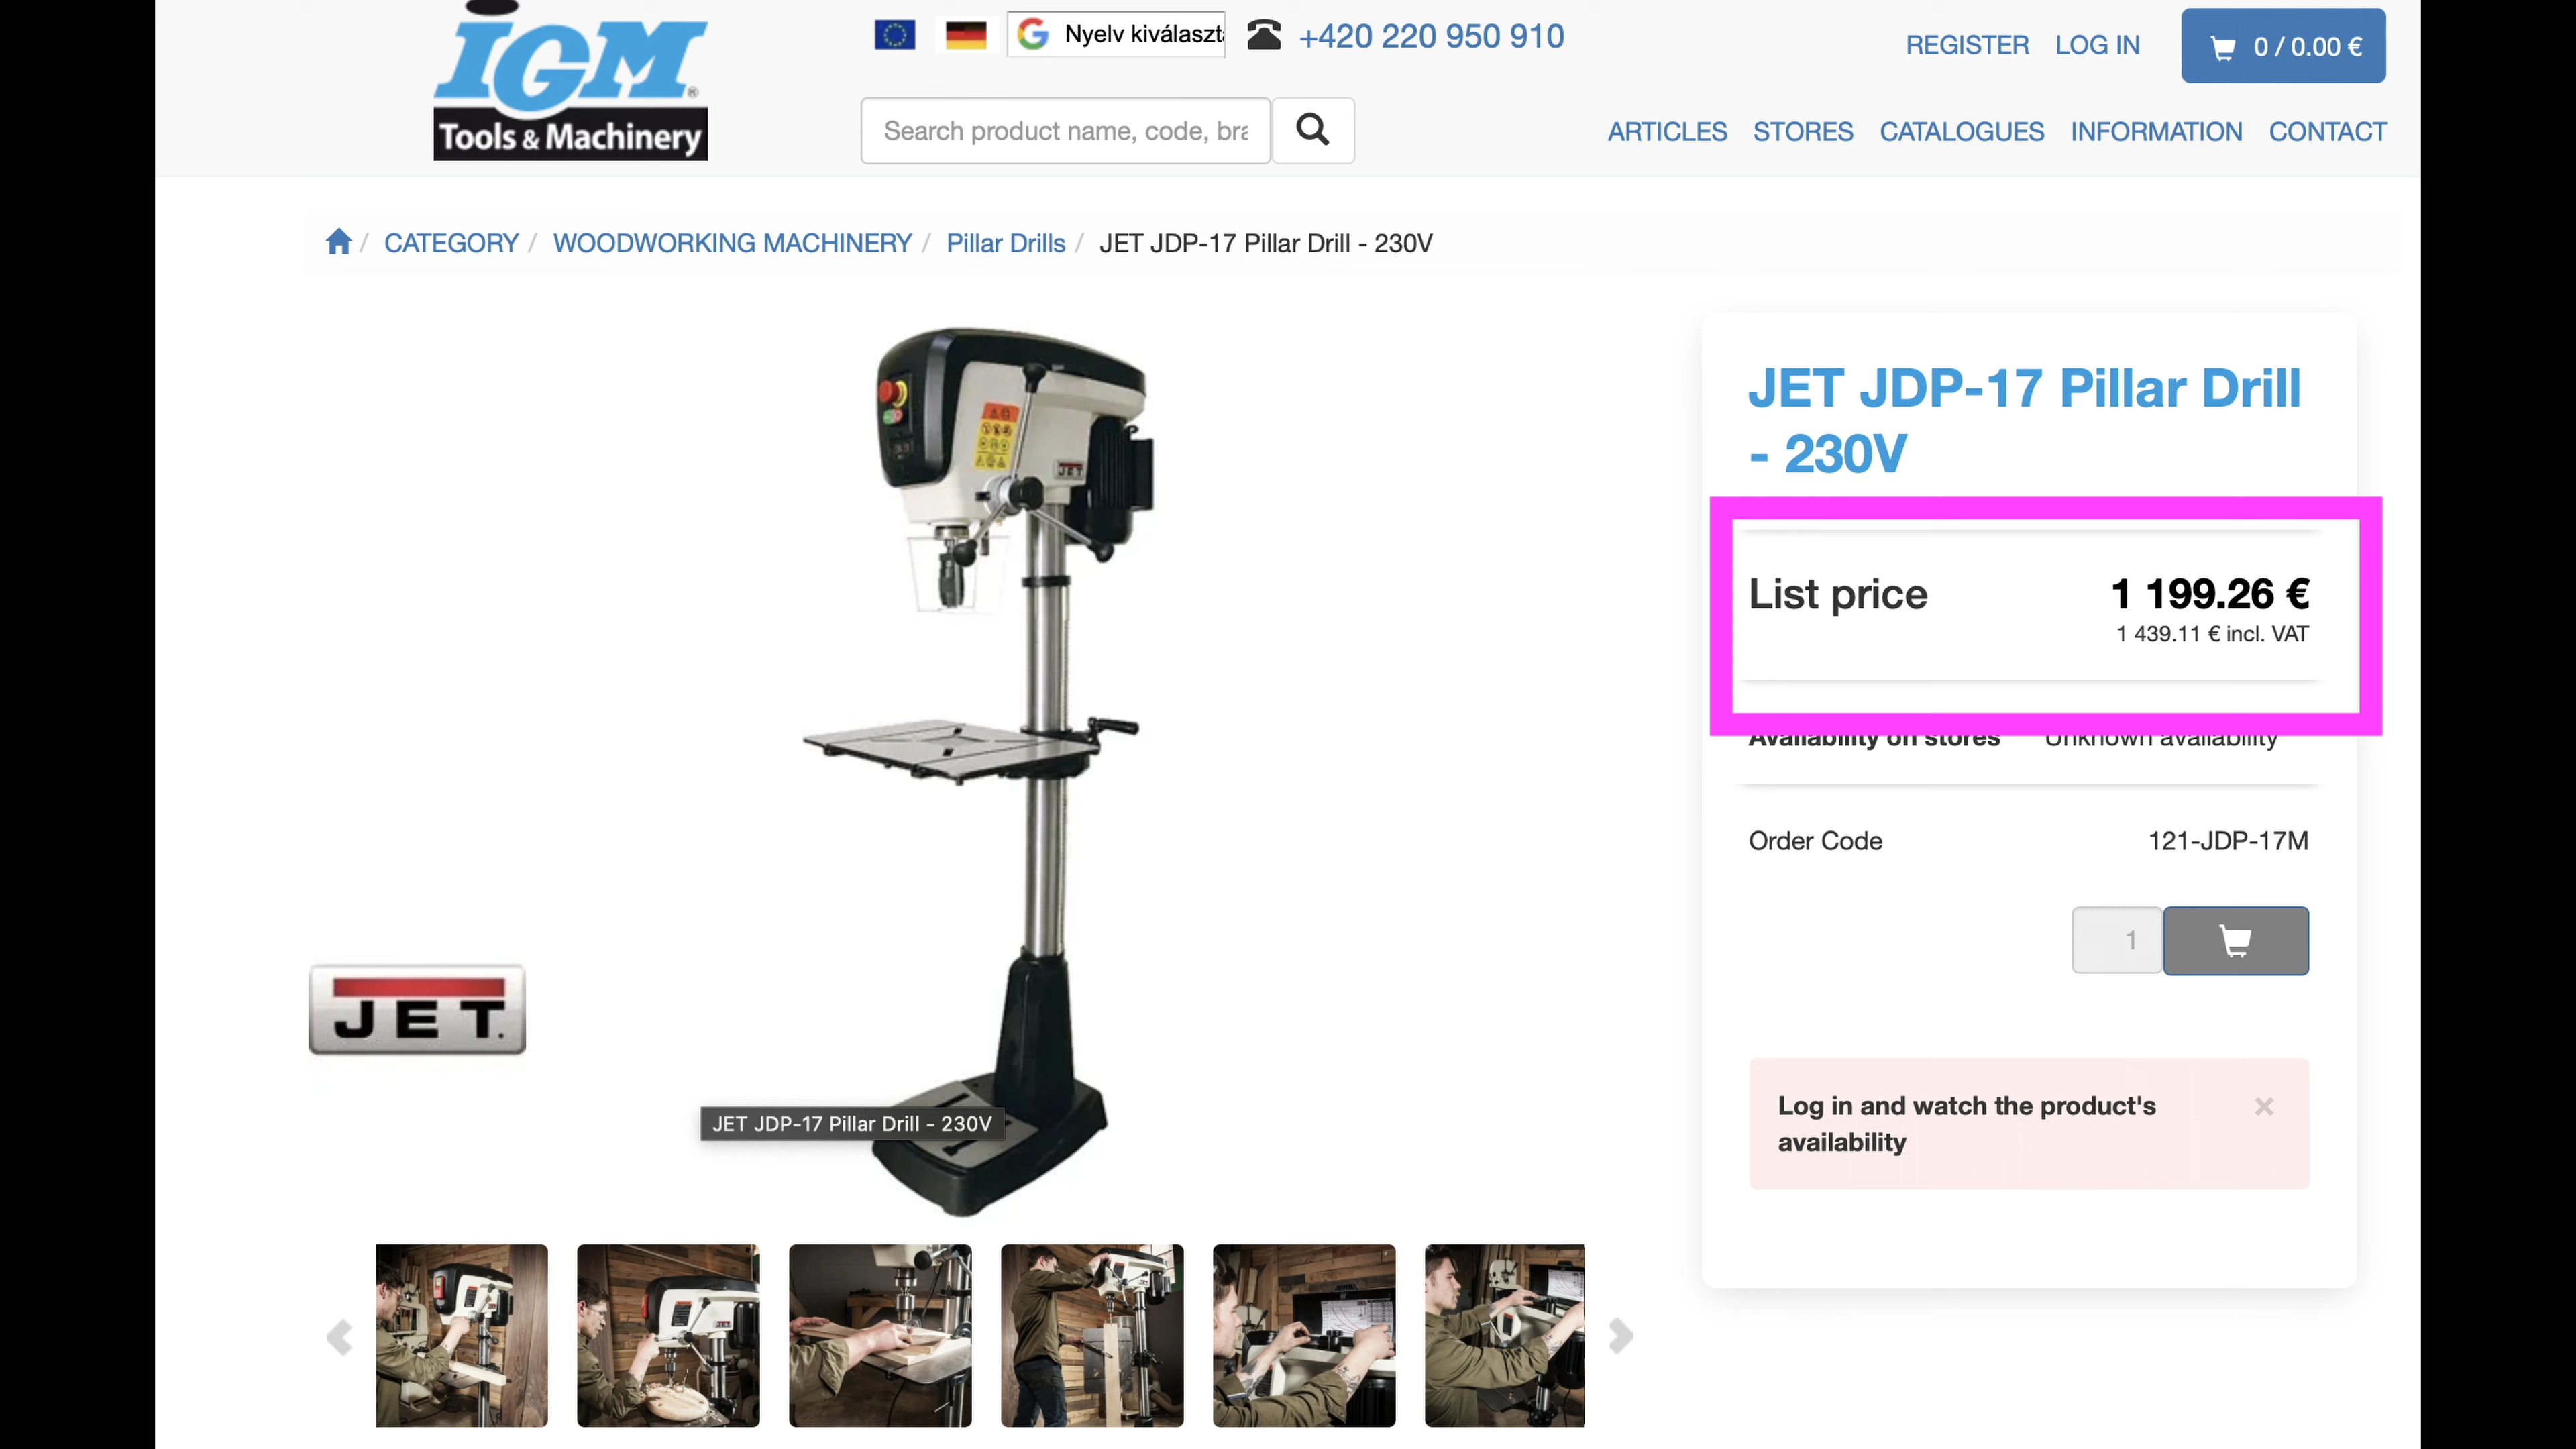 IGM®
Tools & Machinery
Nyelv kiválaszt
+420 220 950 910
REGISTER LOG IN
0 / 0.00 €
Search product name, code, bra
ARTICLES STORES CATALOGUES INFORMATION CONTACT
/ CATEGORY / WOODWORKING MACHINERY / Pillar Drills / JET JDP-17 Pillar Drill - 230V
JET JDP-17 Pillar Drill
- 230V
List price 1 199.26 €
1 439.11 € incl. VAT
Availability on stores Unknown availability
Order Code 121-JDP-17M
1
JET
JET.
JET JDP-17 Pillar Drill - 230V
Log in and watch the product's
availability
×